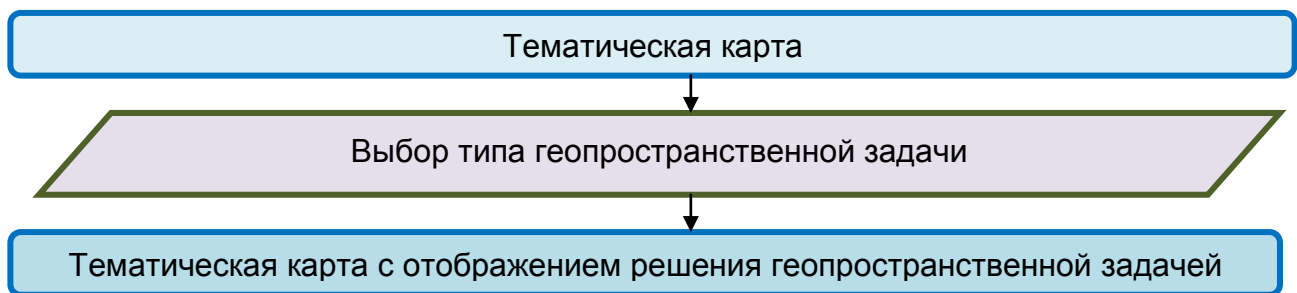 Тематическая карта
Выбор типа геопространственной задачи
Тематическая карта с отображением решения геопространственной задачей